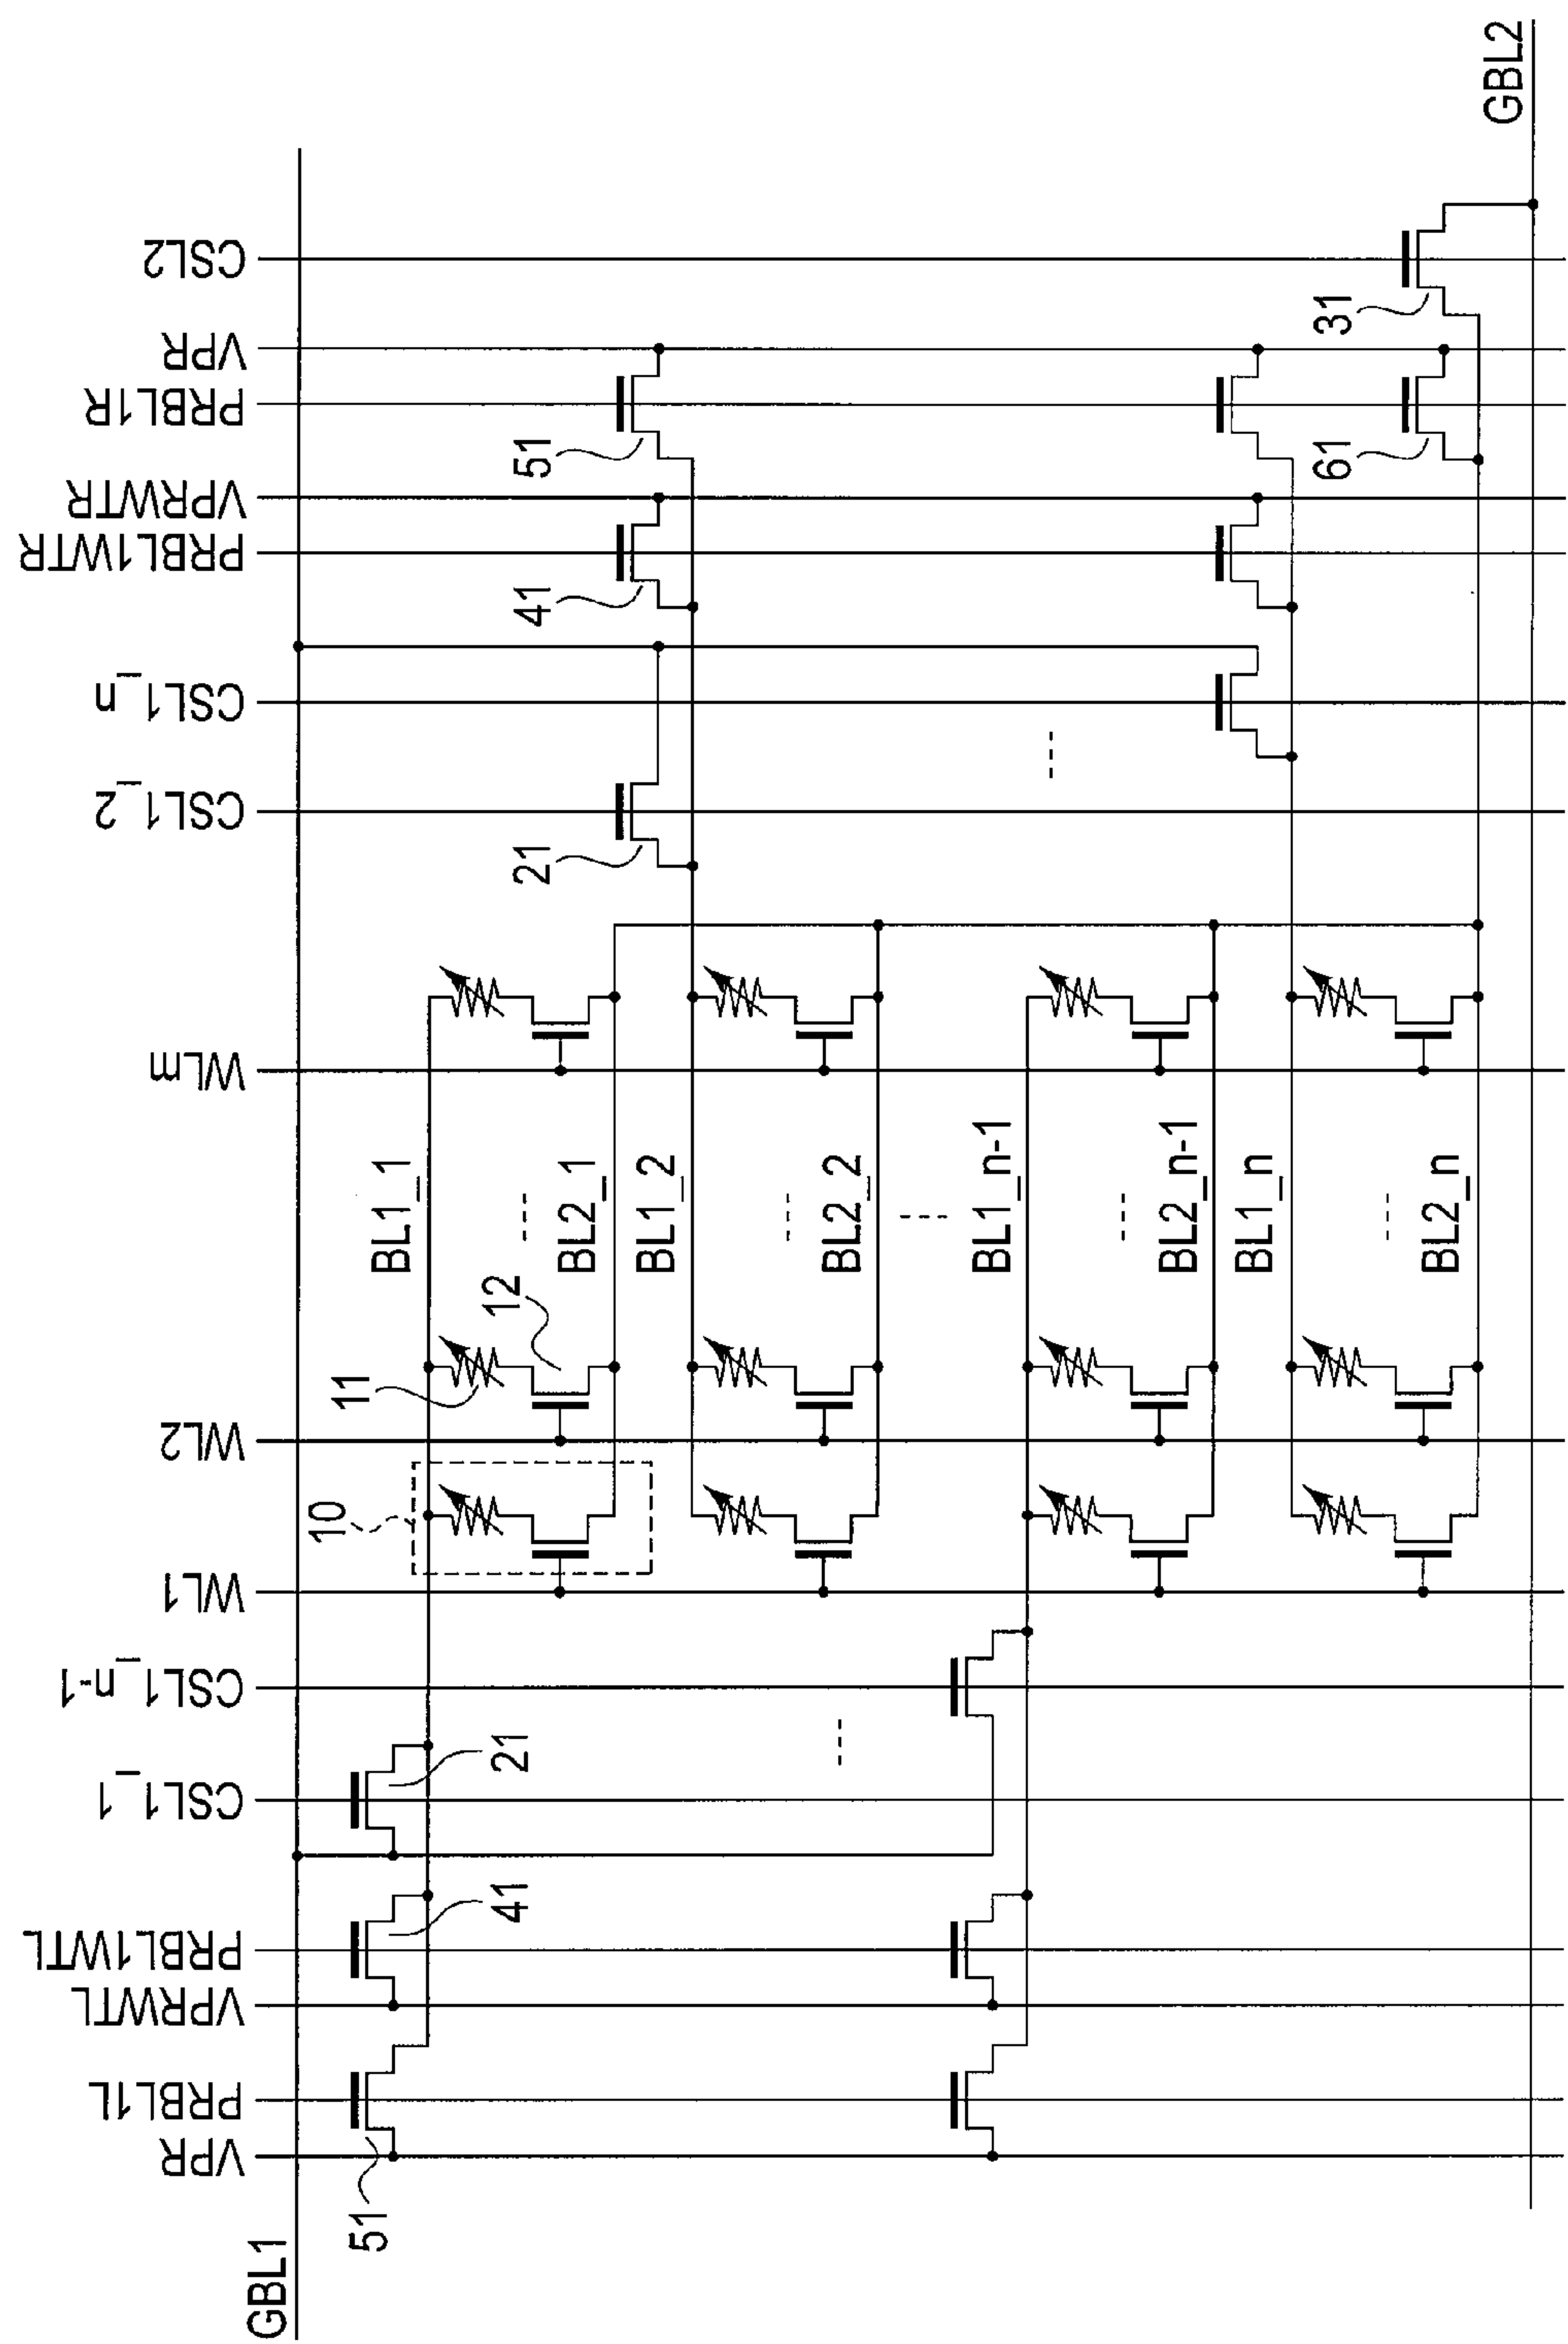 GBL2
CSL2
VPR
PRBL1R
VPRWTR
PRBL1WTR
CSL1_n
CSL1_2
31
51
61
41
21
WLm
BL1_1
BL2_1
BL1_2
BL2_2
BL1_n-1
BL2_n-1
BL1_n
BL2_n
12
11
WL2
10
WL1
CSL1_n-1
CSL1_1
21
41
PRBL1WTL
VPRWTL
PRBL1L
VPR
51
GBL1